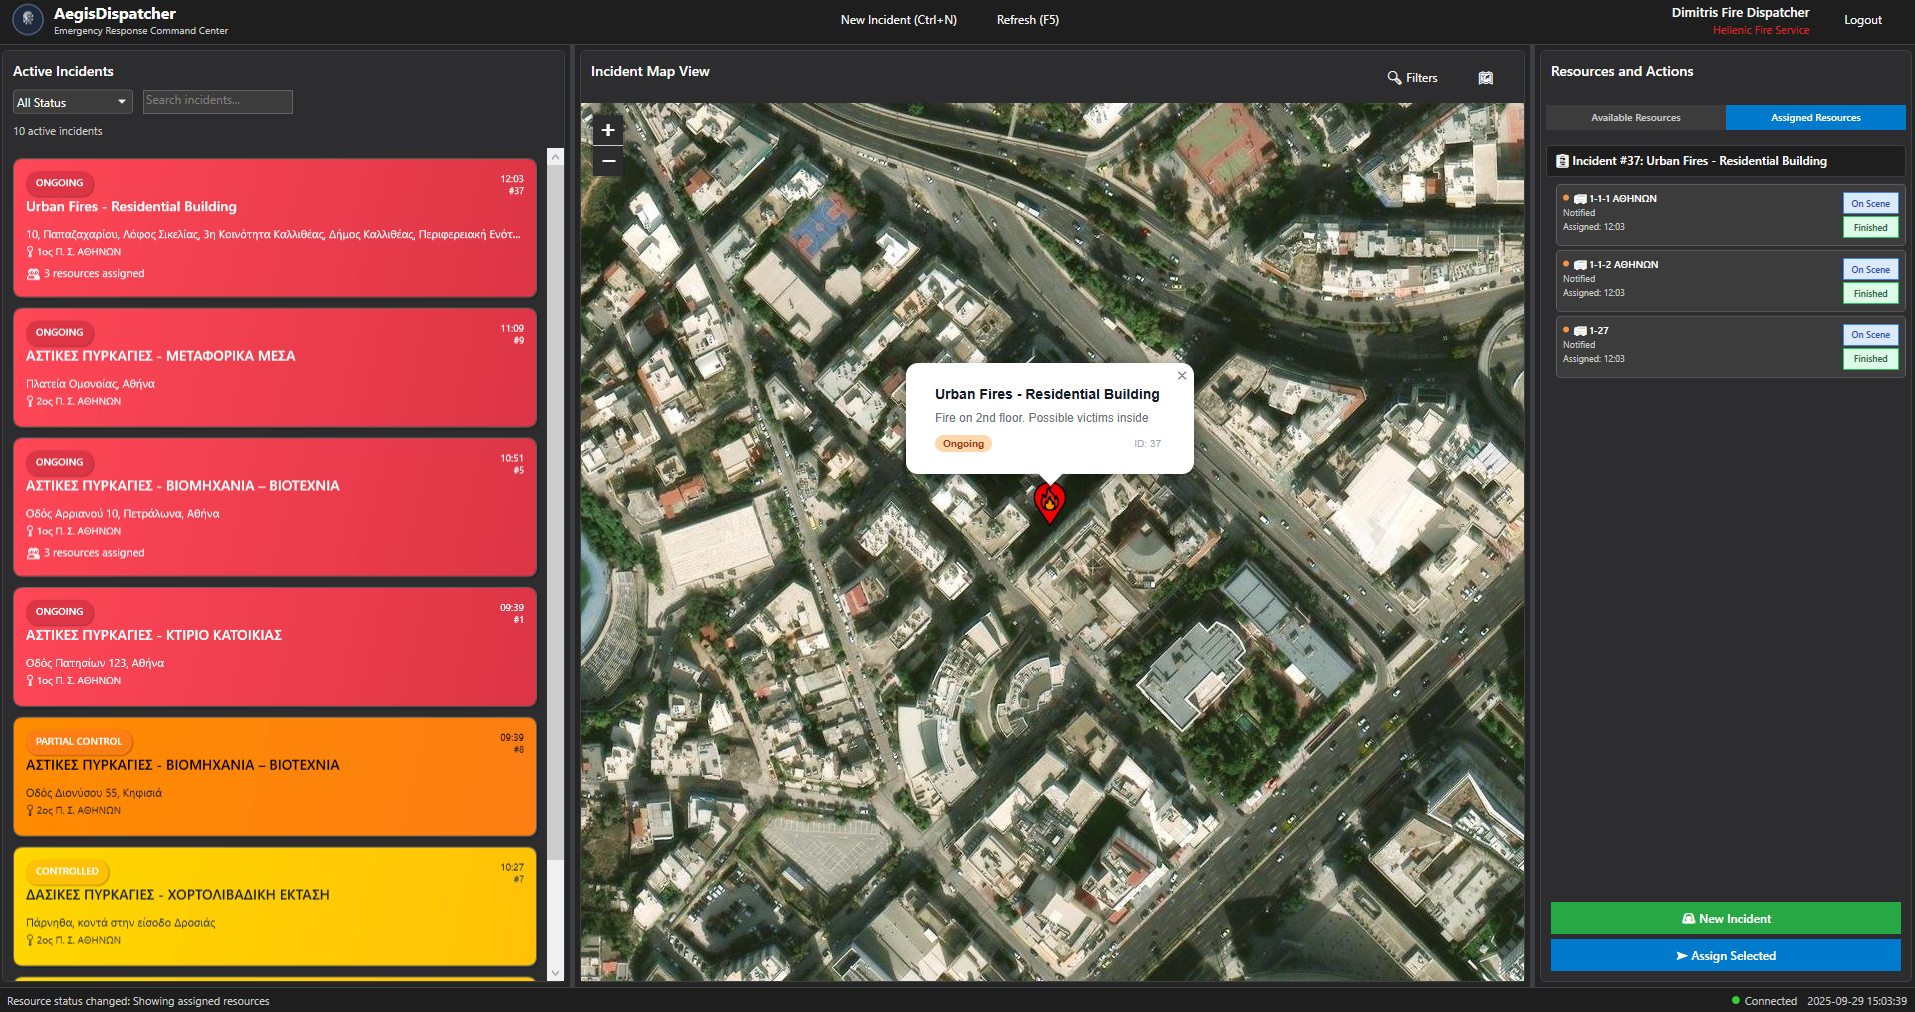 AegisDispatcher
Emergency Response Command Center
New Incident (Ctrl+N)
Refresh (F5)
Dimitris Fire Dispatcher
Hellenic Fire Service
Logout
Active Incidents
All Status
Search incidents...
10 active incidents
ONGOING
12:03
#37
Urban Fires - Residential Building
10, Παπαζαχαρίου, Λόφος Σικελίας, 3η Κοινότητα Καλλιθέας, Δήμος Καλλιθέας, Περιφερειακή Ενότ...
1ος Π. Σ. ΑΘΗΝΩΝ
3 resources assigned
ONGOING
11:09
#9
ΑΣΤΙΚΕΣ ΠΥΡΚΑΓΙΕΣ - ΜΕΤΑΦΟΡΙΚΑ ΜΕΣΑ
Πλατεία Ομονοίας, Αθήνα
2ος Π. Σ. ΑΘΗΝΩΝ
ONGOING
10:51
#5
ΑΣΤΙΚΕΣ ΠΥΡΚΑΓΙΕΣ - ΒΙΟΜΗΧΑΝΙΑ – ΒΙΟΤΕΧΝΙΑ
Οδός Αρριανού 10, Πετράλωνα, Αθήνα
1ος Π. Σ. ΑΘΗΝΩΝ
3 resources assigned
ONGOING
09:39
#1
ΑΣΤΙΚΕΣ ΠΥΡΚΑΓΙΕΣ - ΚΤΙΡΙΟ ΚΑΤΟΙΚΙΑΣ
Οδός Πατησίων 123, Αθήνα
1ος Π. Σ. ΑΘΗΝΩΝ
PARTIAL CONTROL
09:39
#8
ΑΣΤΙΚΕΣ ΠΥΡΚΑΓΙΕΣ - ΒΙΟΜΗΧΑΝΙΑ – ΒΙΟΤΕΧΝΙΑ
Οδός Διονύσου 55, Κηφισιά
2ος Π. Σ. ΑΘΗΝΩΝ
CONTROLLED
10:27
#7
ΔΑΣΙΚΕΣ ΠΥΡΚΑΓΙΕΣ - ΧΟΡΤΟΛΙΒΑΔΙΚΗ ΕΚΤΑΣΗ
Πάρνηθα, κοντά στην είσοδο Δροσιάς
2ος Π. Σ. ΑΘΗΝΩΝ
Incident Map View
Filters
+
−
Urban Fires - Residential Building
Fire on 2nd floor. Possible victims inside
Ongoing
ID: 37
Resources and Actions
Available Resources
Assigned Resources
Incident #37: Urban Fires - Residential Building
1-1-1 ΑΘΗΝΩΝ
Notified
Assigned: 12:03
On Scene
Finished
1-1-2 ΑΘΗΝΩΝ
Notified
Assigned: 12:03
On Scene
Finished
1-27
Notified
Assigned: 12:03
On Scene
Finished
New Incident
Assign Selected
Resource status changed: Showing assigned resources
Connected
2025-09-29 15:03:39